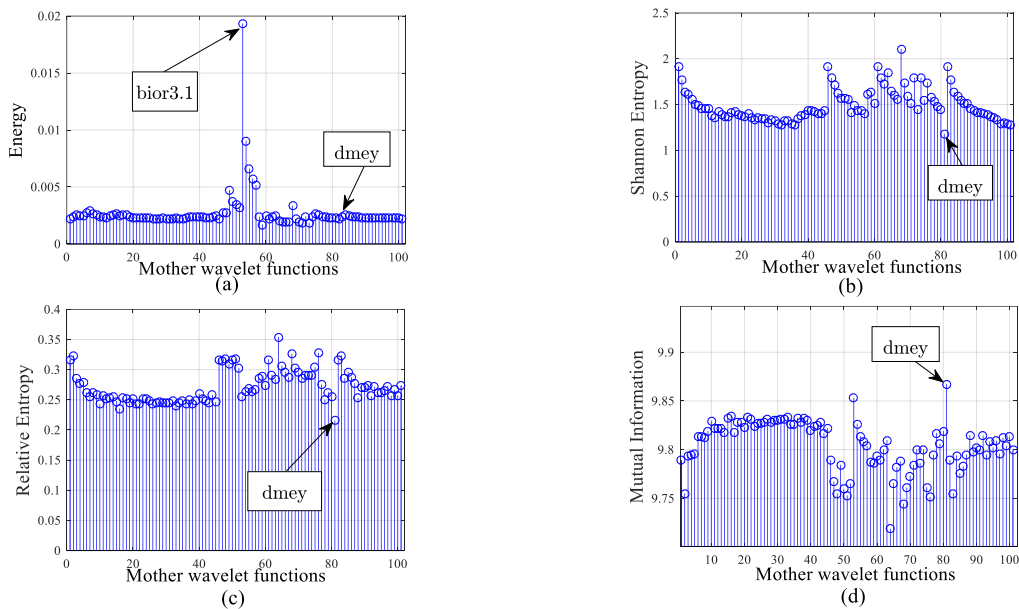 0.02
0.015
0.01
0.005
0
Energy
bior3.1
dmey
0 20 40 60 80 100
Mother wavelet functions
(a)
2.5
2
1.5
1
0.5
0
Shannon Entropy
dmey
0 20 40 60 80 100
Mother wavelet functions
(b)
0.4
0.35
0.3
0.25
0.2
0.15
0.1
0.05
0
Relative Entropy
dmey
0 20 40 60 80 100
Mother wavelet functions
(c)
9.9
9.85
9.8
9.75
Mutual Information
dmey
10 20 30 40 50 60 70 80 90 100
Mother wavelet functions
(d)